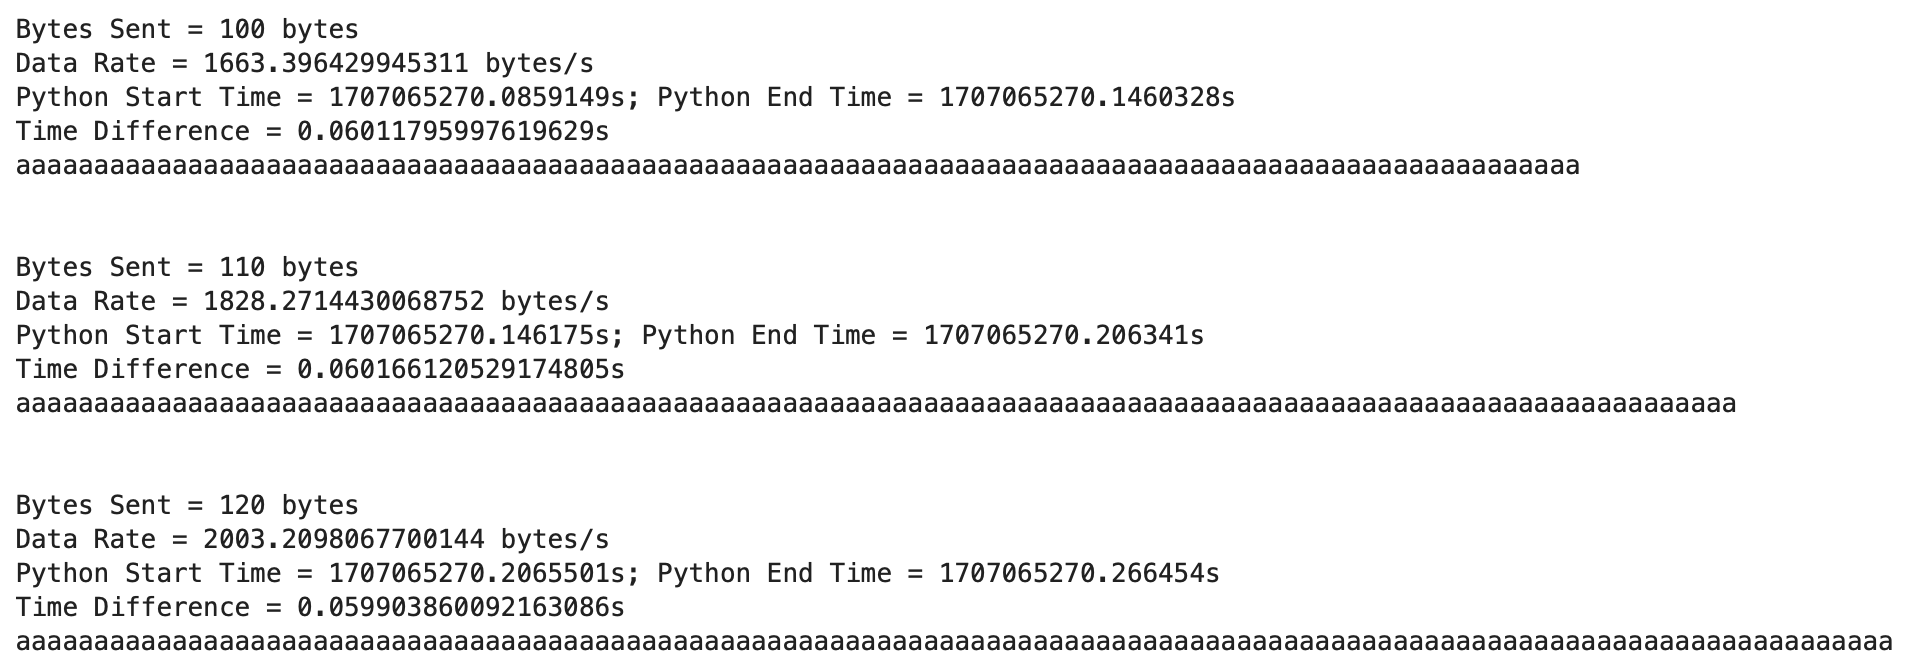 Bytes Sent = 100 bytes
Data Rate = 1663.396429945311 bytes/s
Python Start Time = 1707065270.0859149s; Python End Time = 1707065270.1460328s
Time Difference = 0.06011795997619629s
aaaaaaaaaaaaaaaaaaaaaaaaaaaaaaaaaaaaaaaaaaaaaaaaaaaaaaaaaaaaaaaaaaaaaaaaaaaaaaaaaaaaaaaaaaaaaaaaaaaa
Bytes Sent = 110 bytes
Data Rate = 1828.2714430068752 bytes/s
Python Start Time = 1707065270.146175s; Python End Time = 1707065270.206341s
Time Difference = 0.060166120529174805s
aaaaaaaaaaaaaaaaaaaaaaaaaaaaaaaaaaaaaaaaaaaaaaaaaaaaaaaaaaaaaaaaaaaaaaaaaaaaaaaaaaaaaaaaaaaaaaaaaaaaaaaaaaaaaa
Bytes Sent = 120 bytes
Data Rate = 2003.2098067700144 bytes/s
Python Start Time = 1707065270.2065501s; Python End Time = 1707065270.266454s
Time Difference = 0.059903860092163086s
aaaaaaaaaaaaaaaaaaaaaaaaaaaaaaaaaaaaaaaaaaaaaaaaaaaaaaaaaaaaaaaaaaaaaaaaaaaaaaaaaaaaaaaaaaaaaaaaaaaaaaaaaaaaaaaaaaaaaaaa